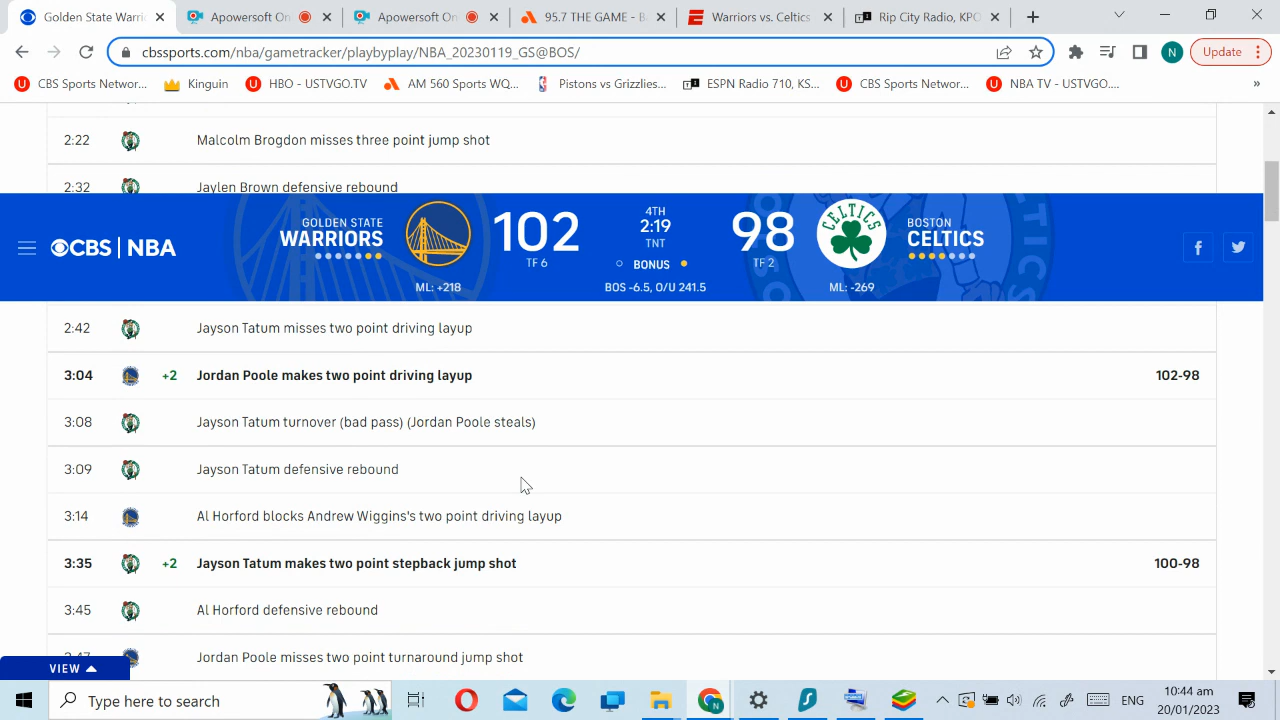 Golden State Warri
Apowersoft On
Apowersoft On
95.7 THE GAME - B
Warriors vs. Celtics
Rip City Radio, KPO
cbssports.com/nba/gametracker/playbyplay/NBA_20230119_GS@BOS/
N
Update
CBS Sports Networ...
Kinguin
HBO - USTVGO.TV
AM 560 Sports WQ...
Pistons vs Grizzlies...
ESPN Radio 710, KS...
CBS Sports Networ...
NBA TV - USTVGO....
»
2:22 Malcolm Brogdon misses three point jump shot
2:32 Jaylen Brown defensive rebound
CBS | NBA
GOLDEN STATE
WARRIORS
102
TF 6
ML: +218
4TH
2:19
TNT
BONUS
BOS -6.5, O/U 241.5
98
TF 2
CELTICS
BOSTON
CELTICS
ML: -269
2:42 Jayson Tatum misses two point driving layup
3:04 +2 Jordan Poole makes two point driving layup 102-98
3:08 Jayson Tatum turnover (bad pass) (Jordan Poole steals)
3:09 Jayson Tatum defensive rebound
3:14 Al Horford blocks Andrew Wiggins's two point driving layup
3:35 +2 Jayson Tatum makes two point stepback jump shot 100-98
3:45 Al Horford defensive rebound
Jordan Poole misses two point turnaround jump shot
VIEW
Type here to search
ENG
10:44 am
20/01/2023